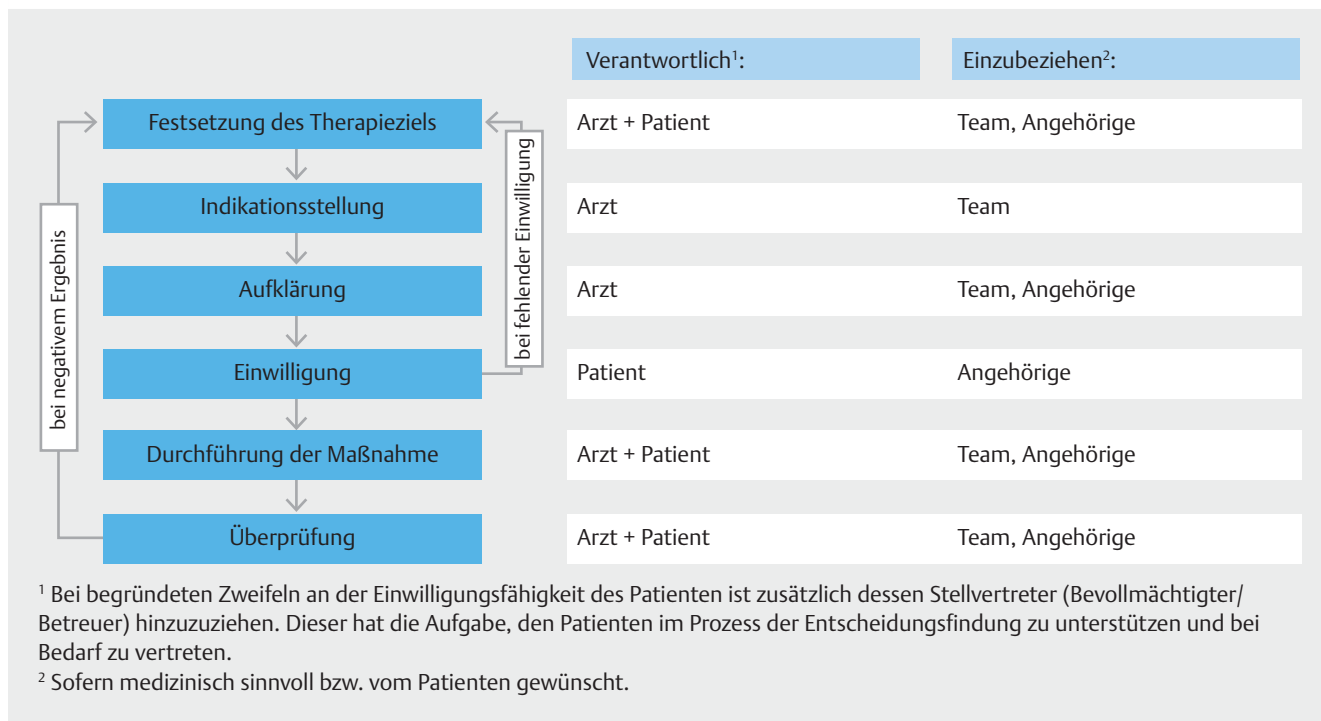 Verantwortlich¹: Einzubeziehen²:
Festsetzung des Therapieziels Arzt + Patient Team, Angehörige
Indikationsstellung Arzt Team
Aufklärung Arzt Team, Angehörige
Einwilligung Patient Angehörige
Durchführung der Maßnahme Arzt + Patient Team, Angehörige
Überprüfung Arzt + Patient Team, Angehörige
bei negativem Ergebnis
bei fehlender Einwilligung
¹ Bei begründeten Zweifeln an der Einwilligungsfähigkeit des Patienten ist zusätzlich dessen Stellvertreter (Bevollmächtigter/
Betreuer) hinzuzuziehen. Dieser hat die Aufgabe, den Patienten im Prozess der Entscheidungsfindung zu unterstützen und bei
Bedarf zu vertreten.
² Sofern medizinisch sinnvoll bzw. vom Patienten gewünscht.